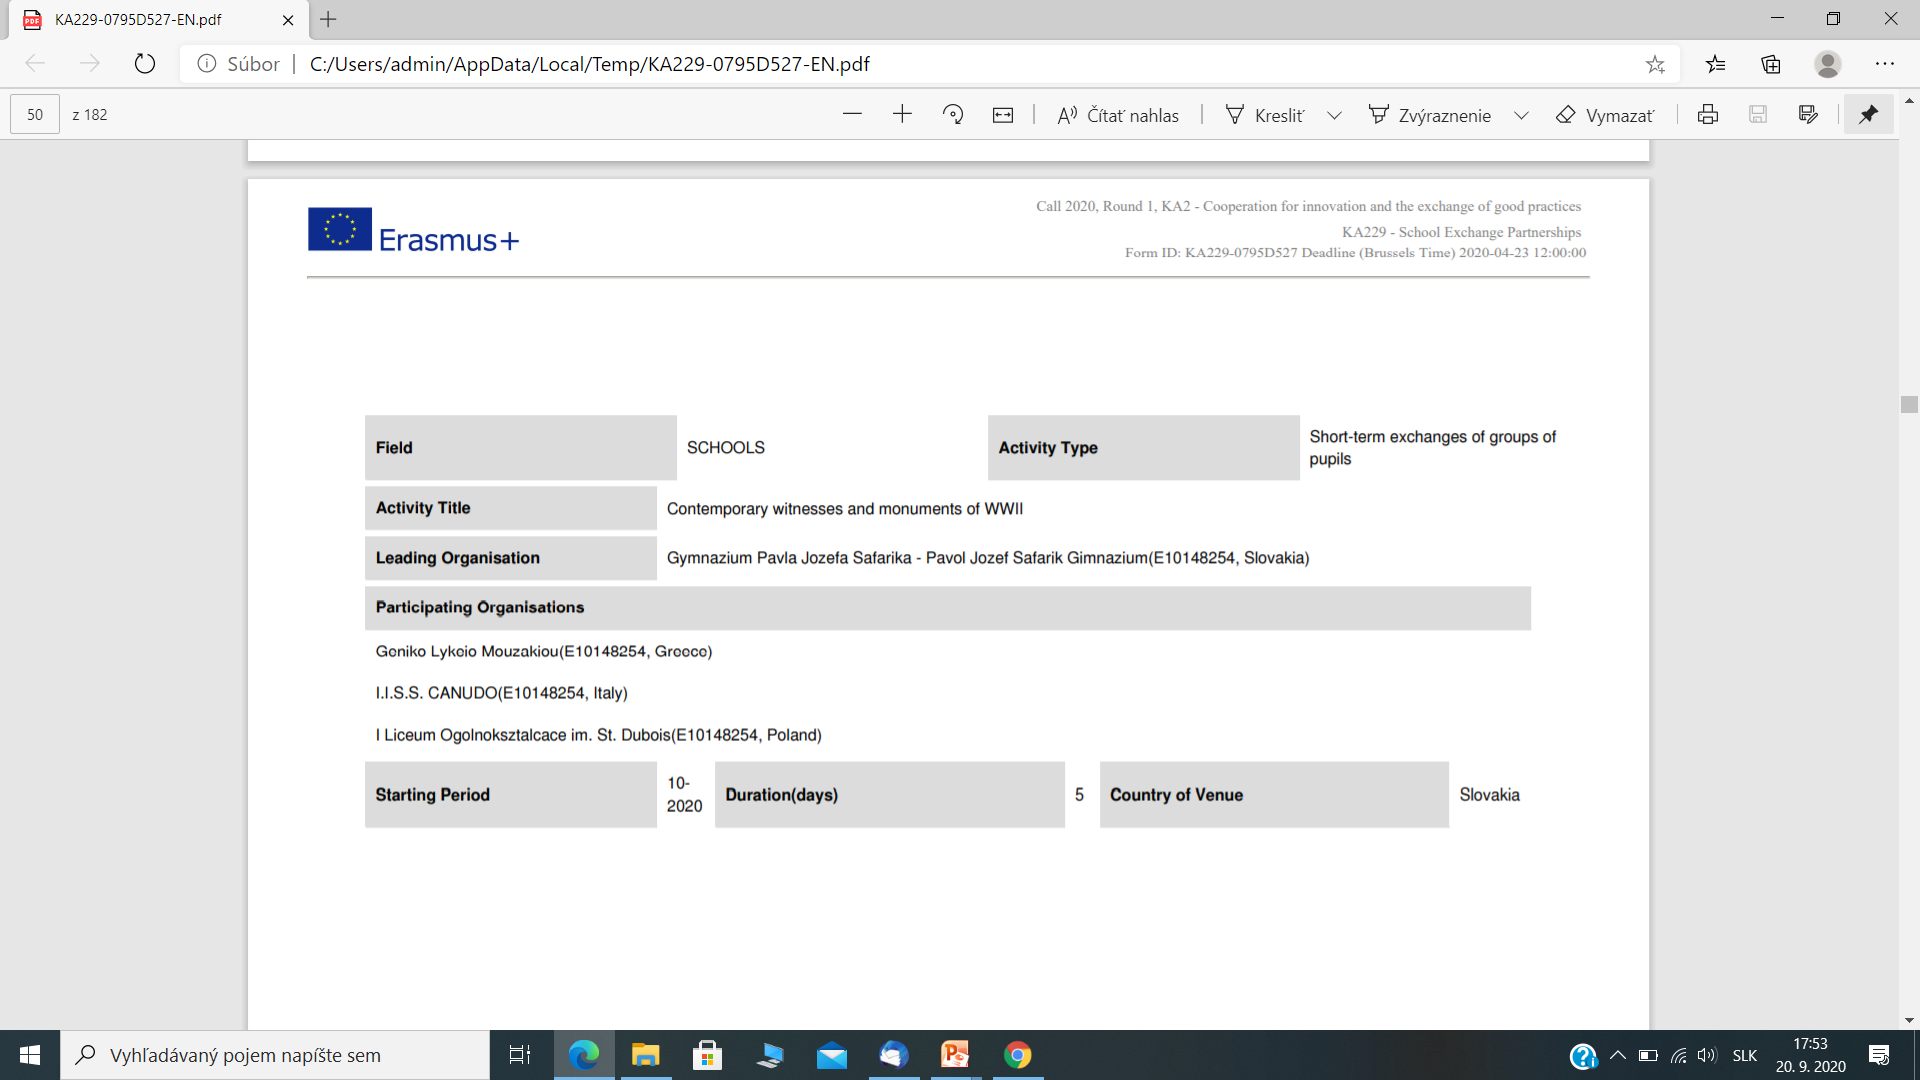 KA229-0795D527-EN.pdf
Súbor | C:/Users/admin/AppData/Local/Temp/KA229-0795D527-EN.pdf
50 z 182 Čítať nahlas Kresliť Zvýraznenie Vymazať
Erasmus+
Call 2020, Round 1, KA2 - Cooperation for innovation and the exchange of good practices
KA229 - School Exchange Partnerships
Form ID: KA229-0795D527 Deadline (Brussels Time) 2020-04-23 12:00:00
Field SCHOOLS Activity Type Short-term exchanges of groups of
pupils
Activity Title Contemporary witnesses and monuments of WWII
Leading Organisation Gymnazium Pavla Jozefa Safarika - Pavol Jozef Safarik Gimnazium(E10148254, Slovakia)
Participating Organisations
Geniko Lykeio Mouzakiou(E10148254, Greece)
I.I.S.S. CANUDO(E10148254, Italy)
I Liceum Ogolnoksztalcace im. St. Dubois(E10148254, Poland)
Starting Period 10-
2020 Duration(days) 5 Country of Venue Slovakia
Vyhľadávaný pojem napíšte sem
SLK
17:53
20. 9. 2020